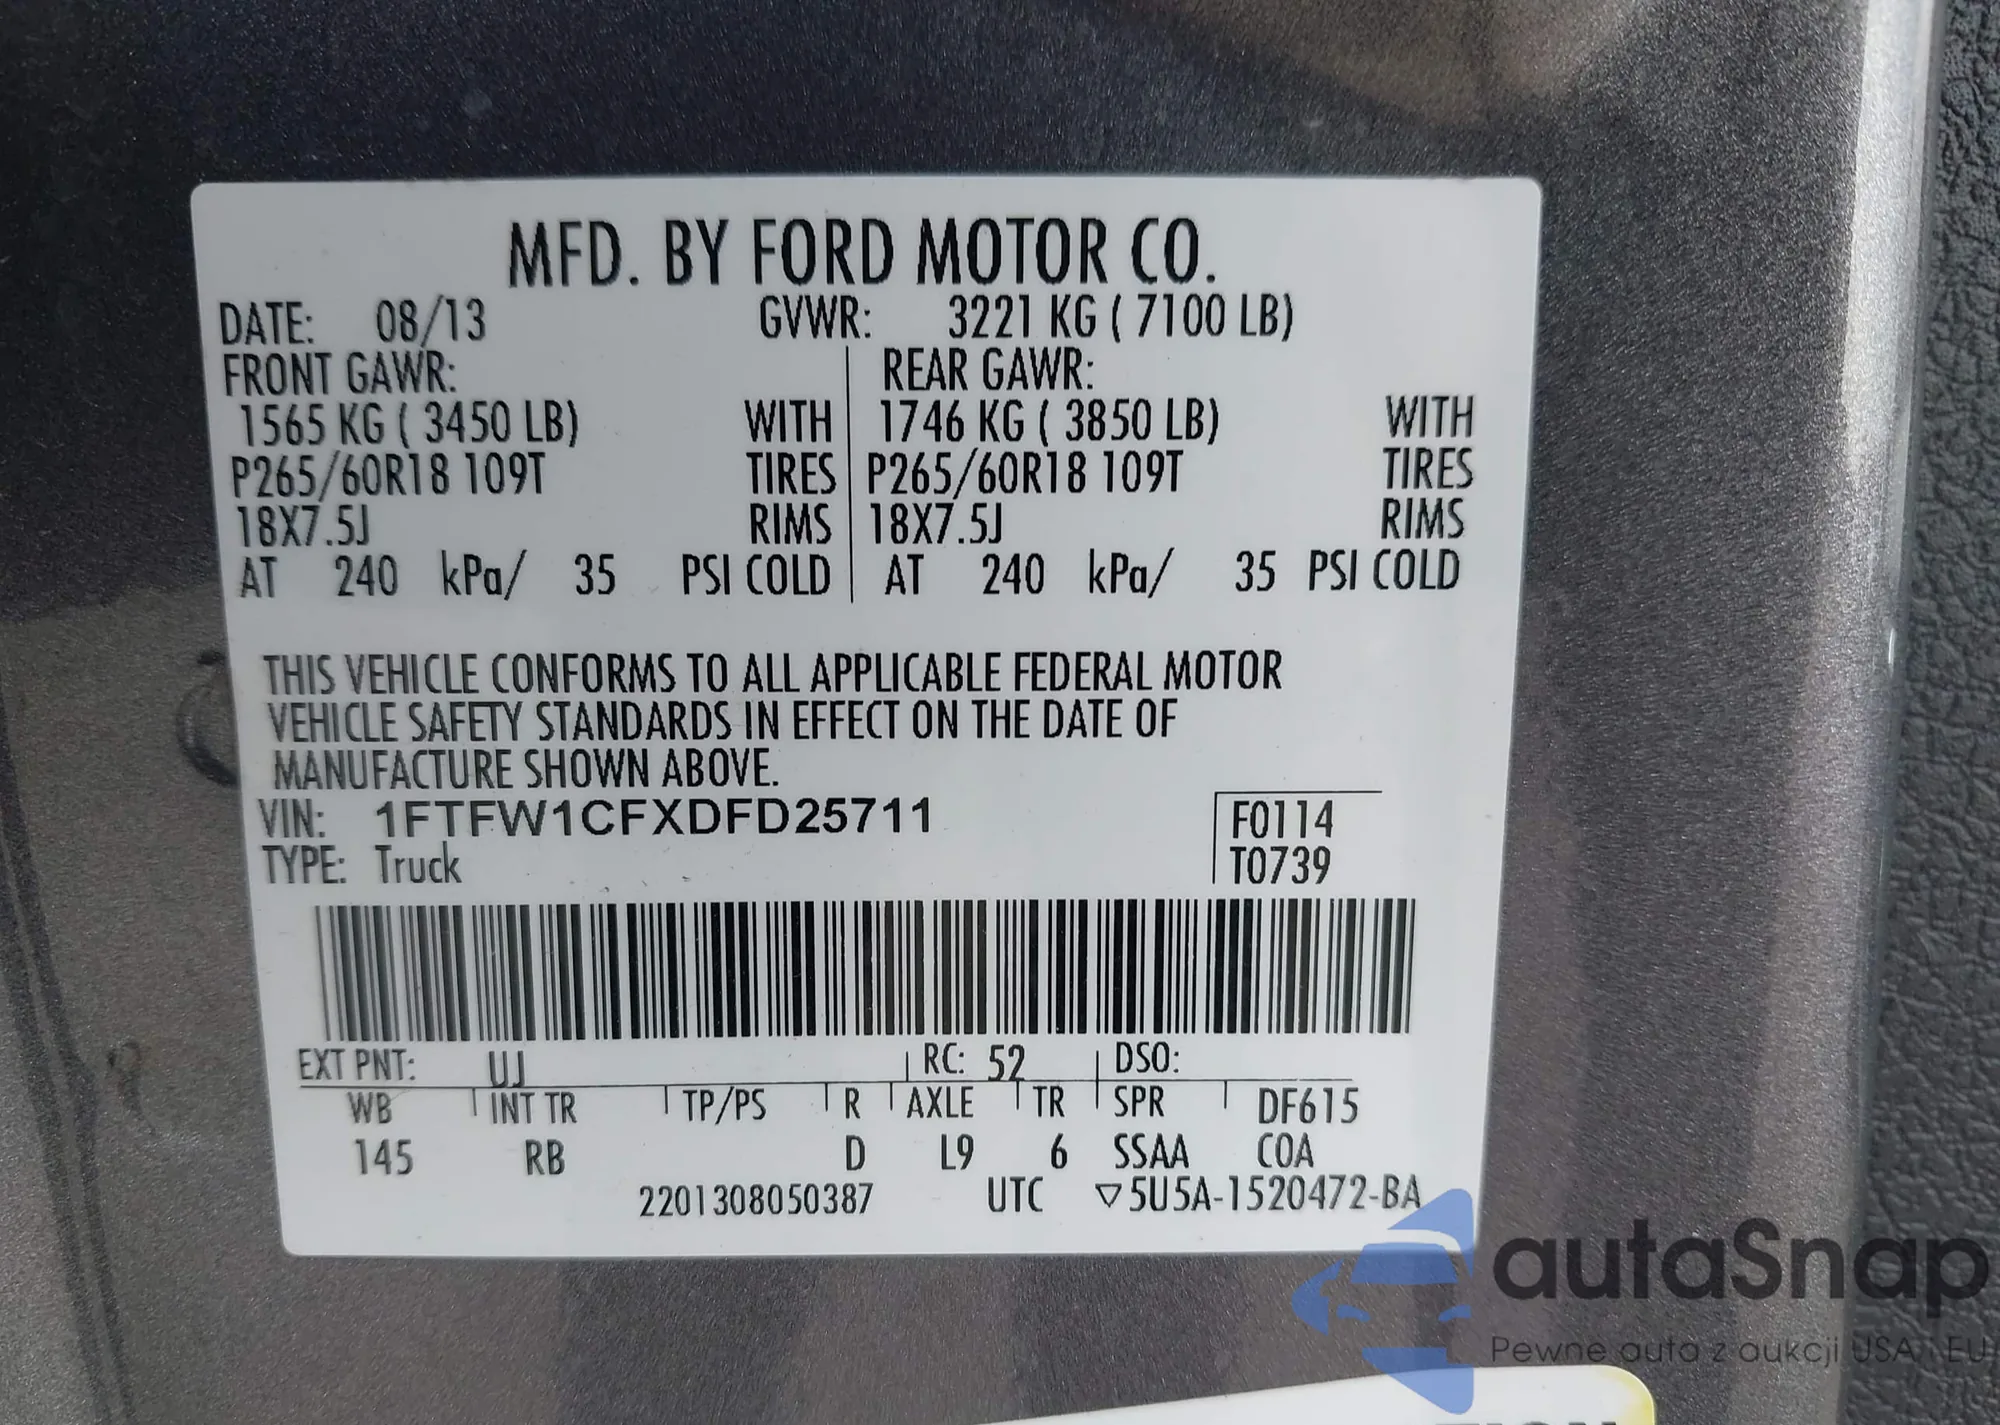 MFD. BY FORD MOTOR CO.
DATE: 08/13 GVWR: 3221 KG ( 7100 LB)
FRONT GAWR: REAR GAWR:
1565 KG ( 3450 LB) WITH 1746 KG ( 3850 LB) WITH
P265/60R18 109T TIRES P265/60R18 109T TIRES
18X7.5J RIMS 18X7.5J RIMS
AT 240 kPa/ 35 PSI COLD AT 240 kPa/ 35 PSI COLD
THIS VEHICLE CONFORMS TO ALL APPLICABLE FEDERAL MOTOR
VEHICLE SAFETY STANDARDS IN EFFECT ON THE DATE OF
MANUFACTURE SHOWN ABOVE.
VIN: 1FTFW1CFXDFD25711 F0114
TYPE: Truck T0739
EXT PNT: UJ RC: 52 DSO:
WB INT TR TP/PS R AXLE TR SPR DF615
145 RB D L9 6 SSAA COA
2201308050387 UTC ▽5U5A-1520472-BA
autaSnap
Pewne auta z aukcji USA i EU